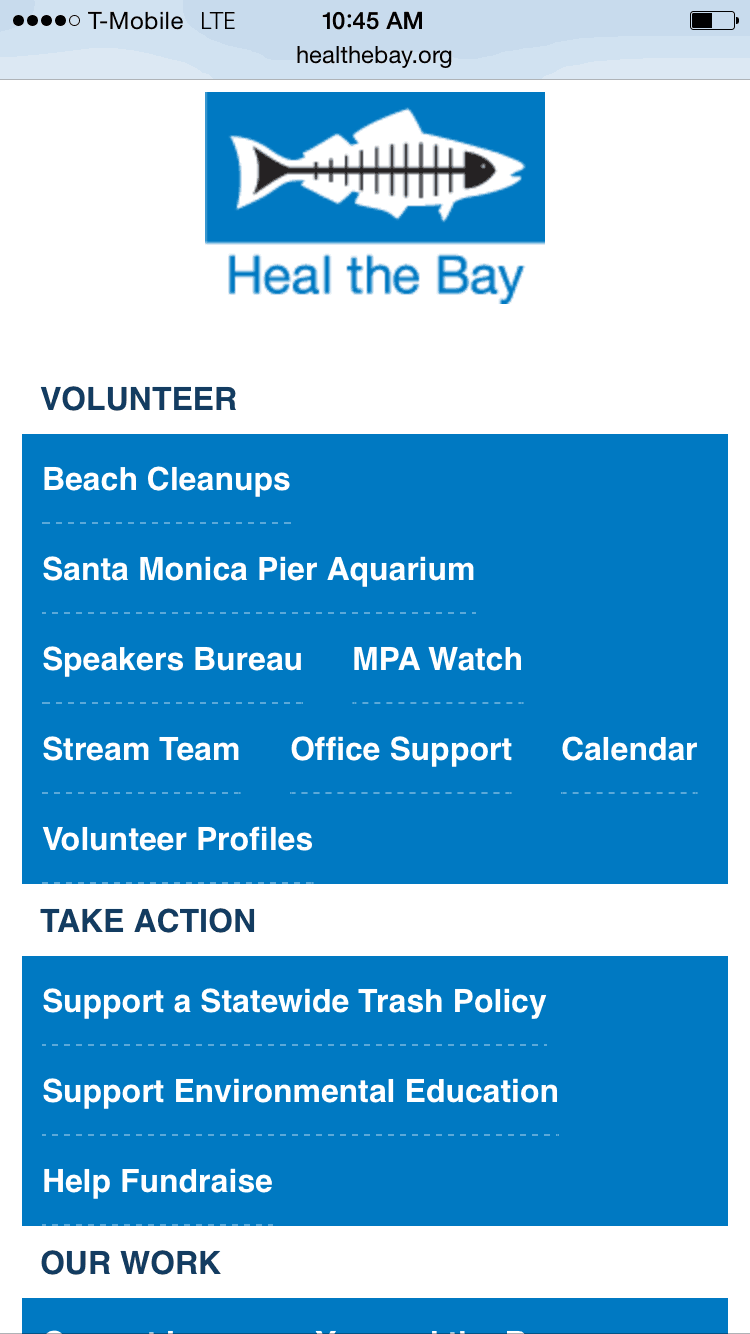 T-Mobile LTE 10:45 AM
healthebay.org
Heal the Bay
VOLUNTEER
Beach Cleanups
Santa Monica Pier Aquarium
Speakers Bureau MPA Watch
Stream Team Office Support Calendar
Volunteer Profiles
TAKE ACTION
Support a Statewide Trash Policy
Support Environmental Education
Help Fundraise
OUR WORK